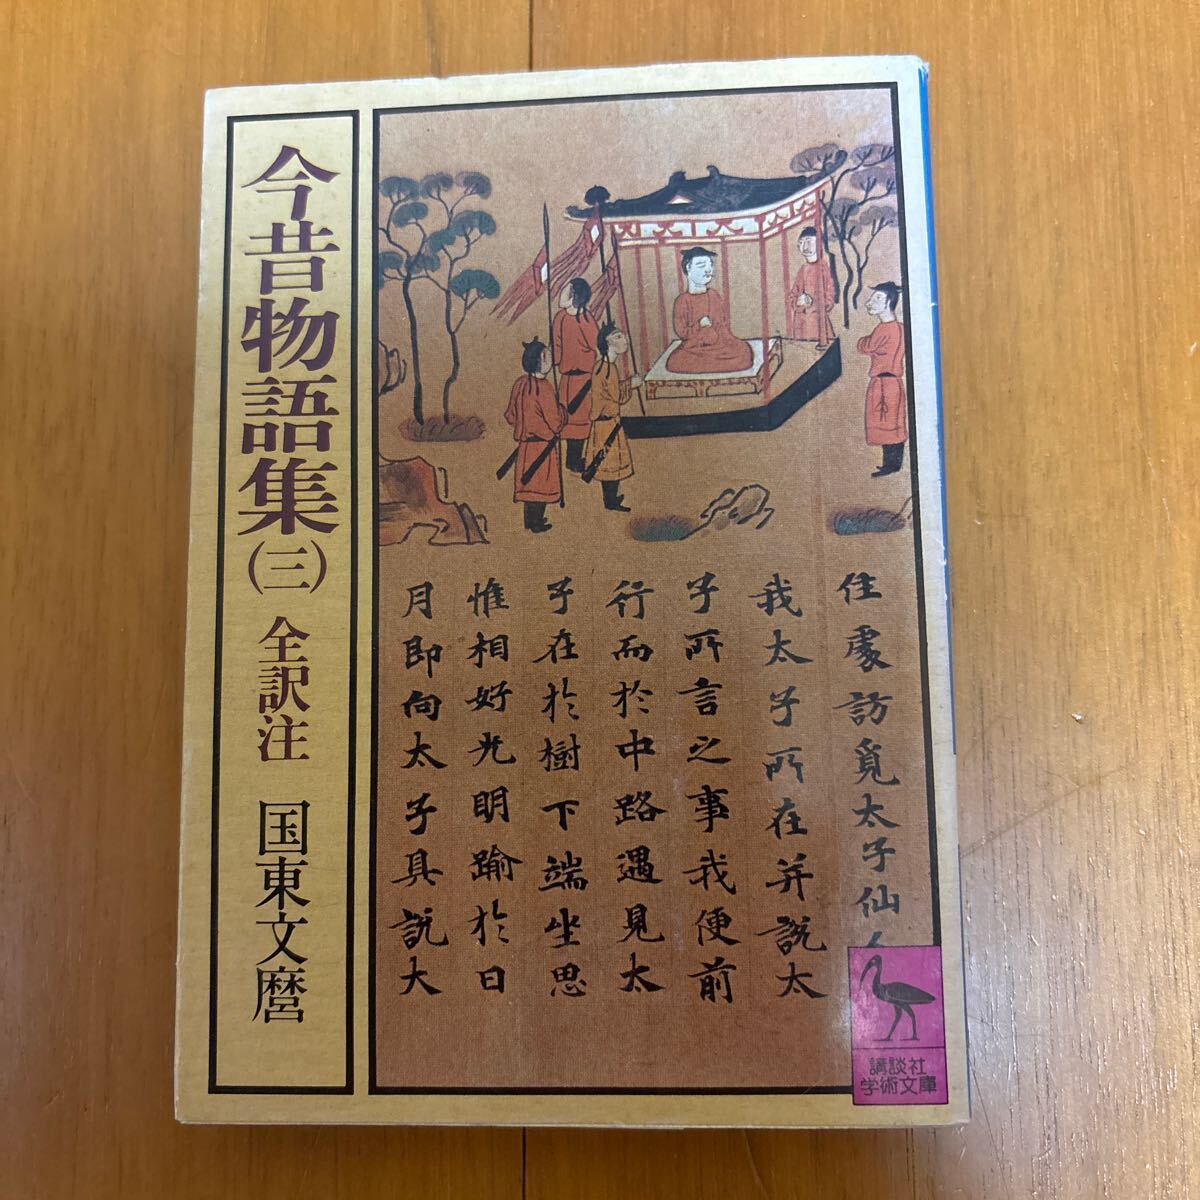 今昔物語集(三) 全訳注 国東文麿
住處訪覓太子仙人
我太子所在并説太
子所言之事我便前
行而於中路遇見太
子在於樹下端坐思
惟相好光明踰於日
月即向太子具説大
講談社
学術文庫